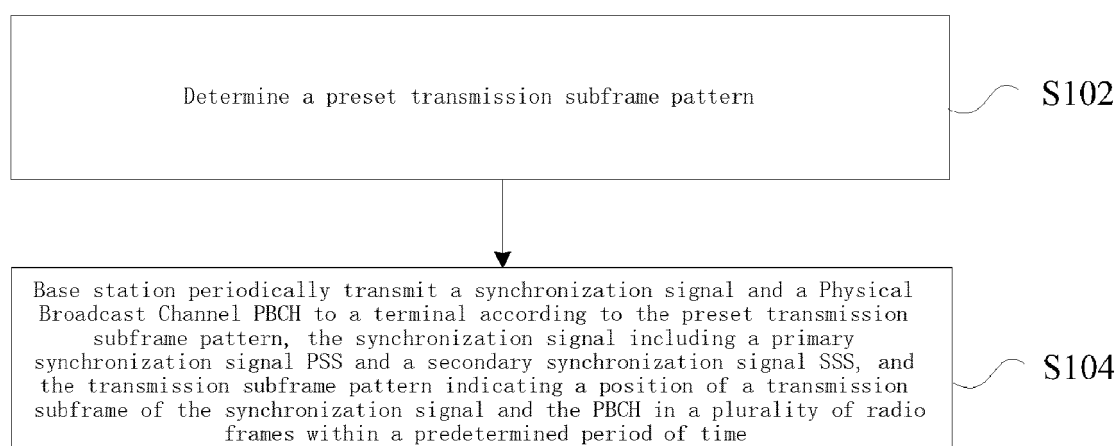 Determine a preset transmission subframe pattern
S102
Base station periodically transmit a synchronization signal and a Physical
Broadcast Channel PBCH to a terminal according to the preset transmission
subframe pattern, the synchronization signal including a primary
synchronization signal PSS and a secondary synchronization signal SSS, and
the transmission subframe pattern indicating a position of a transmission
subframe of the synchronization signal and the PBCH in a plurality of radio
frames within a predetermined period of time
S104